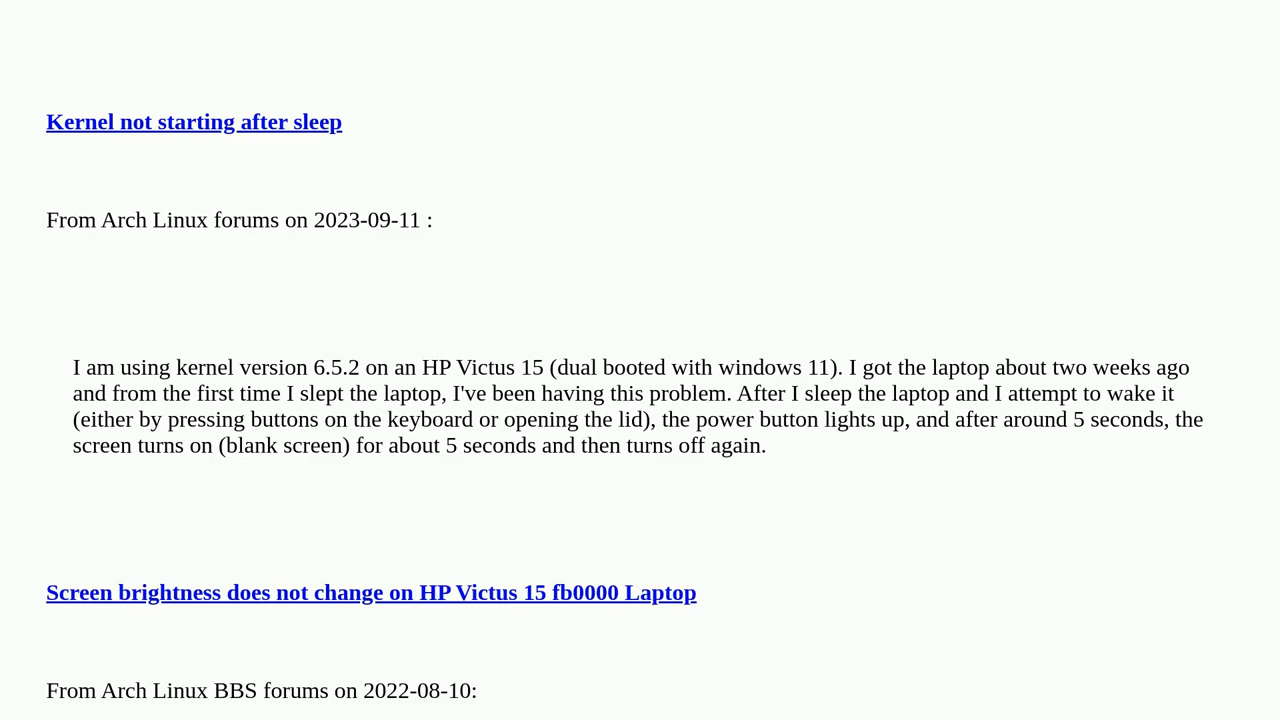 Kernel not starting after sleep
From Arch Linux forums on 2023-09-11 :
I am using kernel version 6.5.2 on an HP Victus 15 (dual booted with windows 11). I got the laptop about two weeks ago
and from the first time I slept the laptop, I've been having this problem. After I sleep the laptop and I attempt to wake it
(either by pressing buttons on the keyboard or opening the lid), the power button lights up, and after around 5 seconds, the
screen turns on (blank screen) for about 5 seconds and then turns off again.
Screen brightness does not change on HP Victus 15 fb0000 Laptop
From Arch Linux BBS forums on 2022-08-10: